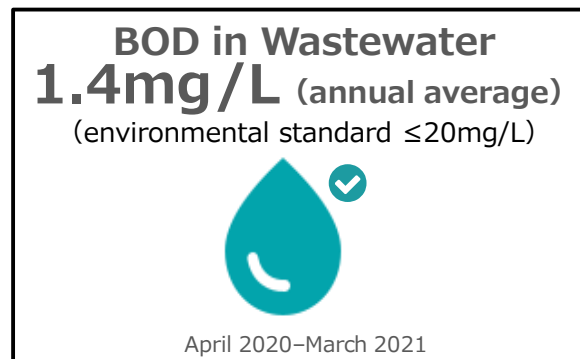 BOD in Wastewater
1.4mg/L (annual average)
(environmental standard ≤20mg/L)
April 2020–March 2021